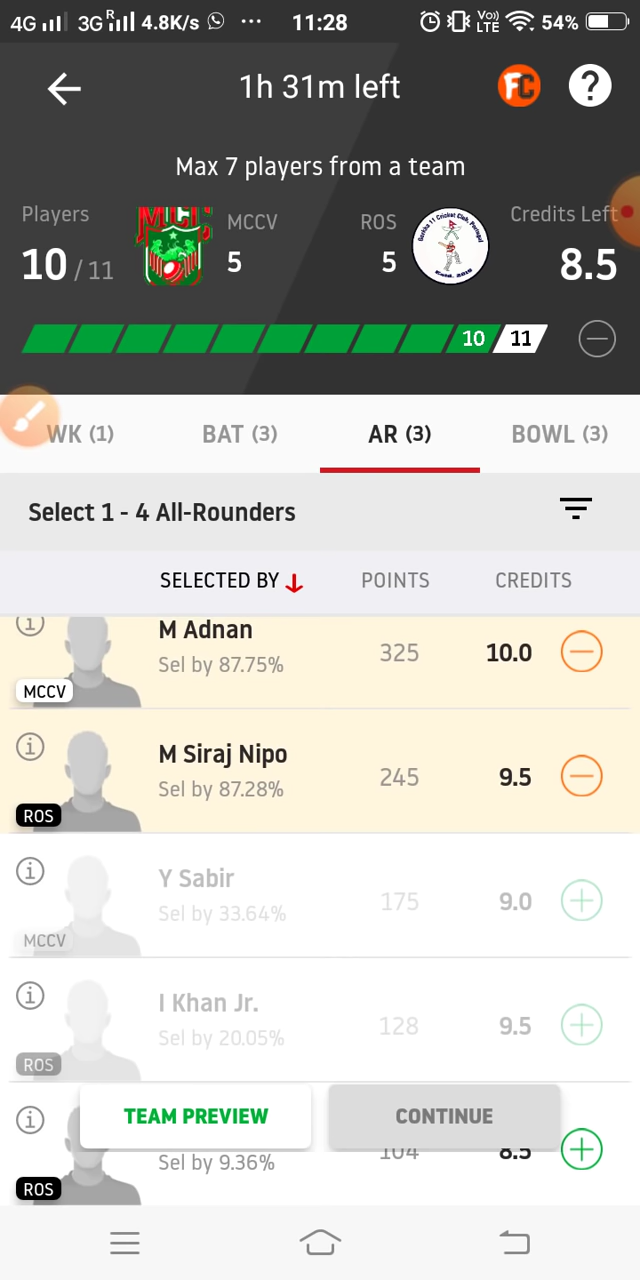 4G 3G R 4.8K/s ... 11:28 Vo) LTE 54%
1h 31m left FC ?
Max 7 players from a team
Players MCCV ROS Credits Left
10 / 11 5 5 8.5
10 11
WK (1) BAT (3) AR (3) BOWL (3)
Select 1 - 4 All-Rounders
SELECTED BY POINTS CREDITS
M Adnan
Sel by 87.75% 325 10.0
MCCV
M Siraj Nipo
Sel by 87.28% 245 9.5
ROS
Y Sabir
Sel by 33.64% 175 9.0
MCCV
I Khan Jr.
Sel by 20.05% 128 9.5
ROS
TEAM PREVIEW CONTINUE
Sel by 9.36% 104 8.5
ROS